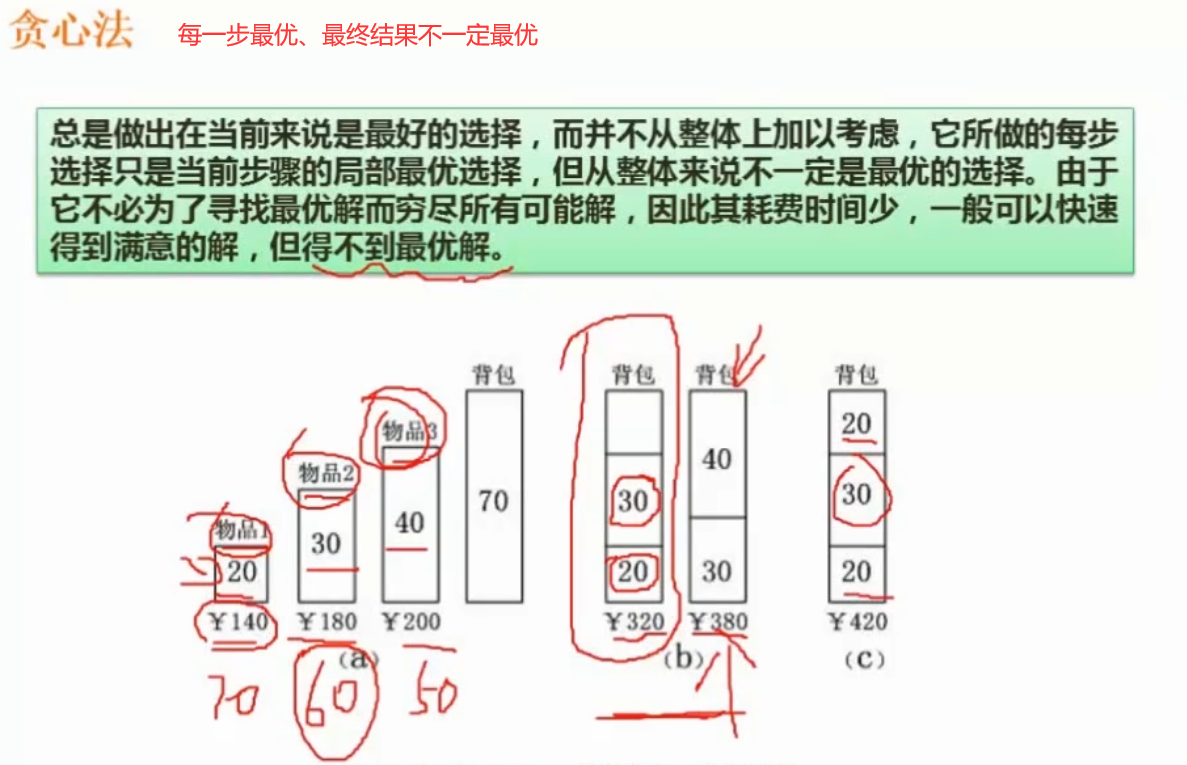 贪心法
每一步最优、最终结果不一定最优
总是做出在当前来说是最好的选择，而并不从整体上加以考虑，它所做的每步
选择只是当前步骤的局部最优选择，但从整体来说不一定是最优的选择。由于
它不必为了寻找最优解而穷尽所有可能解，因此其耗费时间少，一般可以快速
得到满意的解，但得不到最优解。
物品1
20
￥140
物品2
30
￥180
物品3
40
￥200
背包
70
(a)
70
60
50
背包
30
20
￥320
背包
40
30
￥380
(b)
背包
20
30
20
￥420
(c)